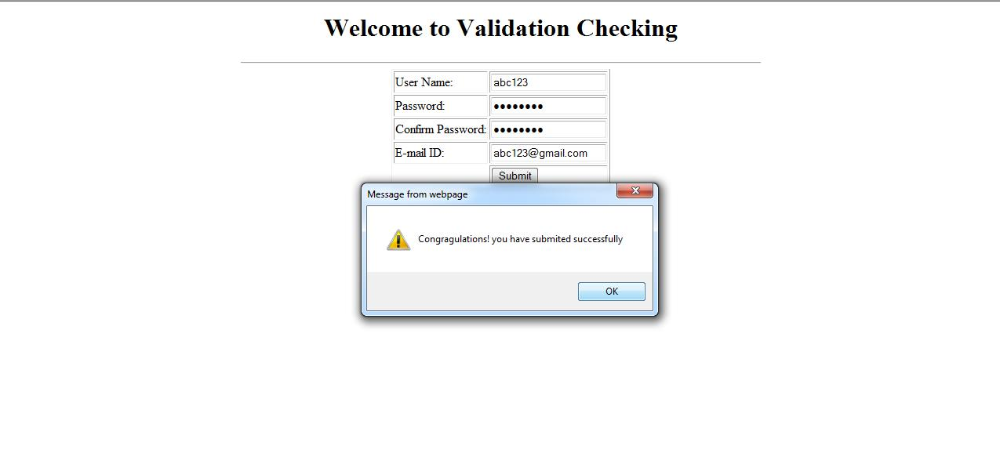 Welcome to Validation Checking
User Name: abc123
Password: ••••••••
Confirm Password: ••••••••
E-mail ID: abc123@gmail.com
Submit
Message from webpage
Congragulations! you have submited successfully
OK